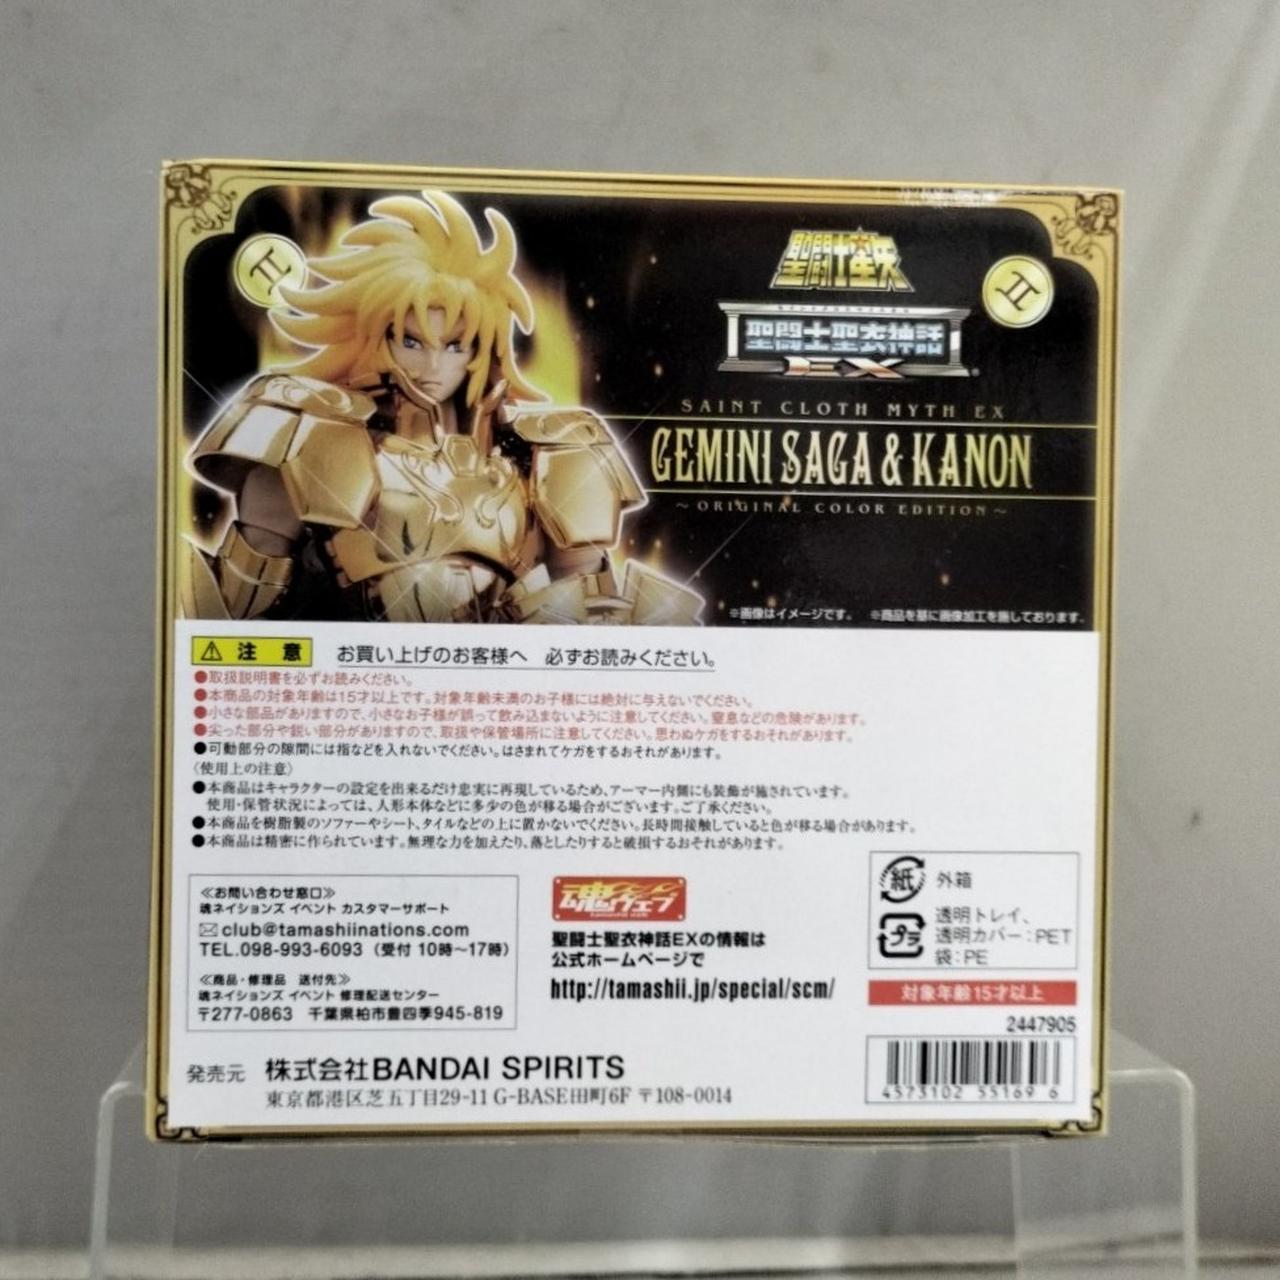 聖闘士星矢
聖闘士聖衣神話
EX
SAINT CLOTH MYTH EX
GEMINI SAGA & KANON
～ORIGINAL COLOR EDITION～
※画像はイメージです。 ※商品を基に画像加工を施しております。
⚠ 注意 お買い上げのお客様へ 必ずお読みください。
●取扱説明書を必ずお読みください。
●本商品の対象年齢は15才以上です。対象年齢未満のお子様には絶対に与えないでください。
●小さな部品がありますので、小さなお子様が誤って飲み込まないように注意してください。窒息などの危険があります。
●尖った部分や鋭い部分がありますので、取扱や保管場所に注意してください。思わぬケガをするおそれがあります。
●可動部分の隙間には指などを入れないでください。はさまれてケガをするおそれがあります。
〈使用上の注意〉
●本商品はキャラクターの設定を出来るだけ忠実に再現しているため、アーマー内側にも装飾が施されています。
使用・保管状況によっては、人形本体などに多少の色が移る場合がございます。ご了承ください。
●本商品を樹脂製のソファーやシート、タイルなどの上に置かないでください。長時間接触していると色が移る場合があります。
●本商品は精密に作られています。無理な力を加えたり、落としたりすると破損するおそれがあります。
≪お問い合わせ窓口≫
魂ネイションズ イベント カスタマーサポート
✉club@tamashiinations.com
TEL.098-993-6093（受付 10時〜17時）
≪商品・修理品 送付先≫
魂ネイションズ イベント 修理配送センター
〒277-0863 千葉県柏市豊四季945-819
魂ウェブ
tamashii web
聖闘士聖衣神話EXの情報は
公式ホームページで
http://tamashii.jp/special/scm/
紙 外箱
プラ 透明トレイ、
透明カバー：PET
袋：PE
対象年齢15才以上
2447905
4573102 55169 6
発売元 株式会社BANDAI SPIRITS
東京都港区芝五丁目29-11 G-BASE田町6F 〒108-0014